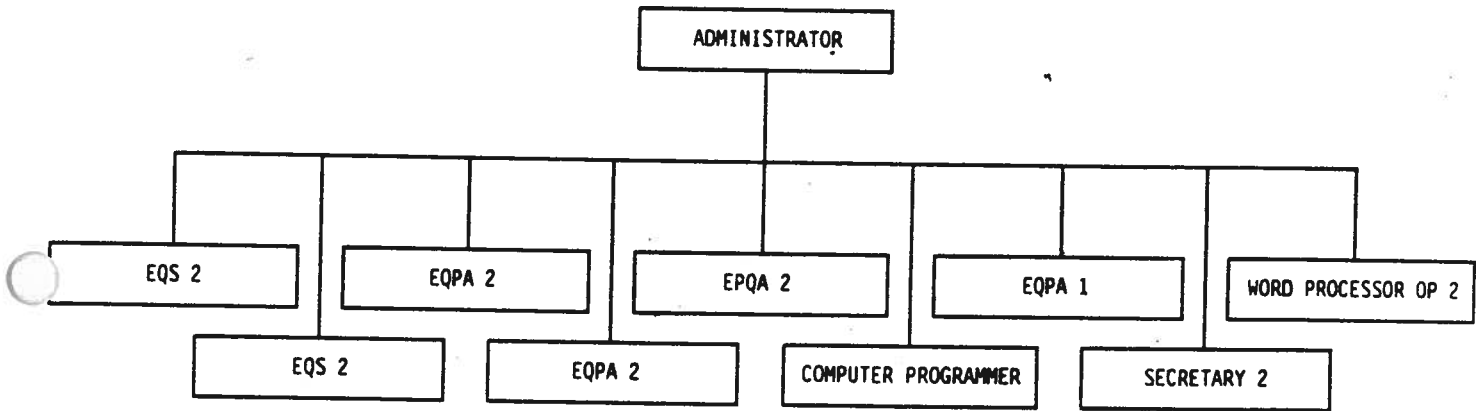 ADMINISTRATOR
EQS 2
EQPA 2
EPQA 2
EQPA 1
WORD PROCESSOR OP 2
EQS 2
EQPA 2
COMPUTER PROGRAMMER
SECRETARY 2